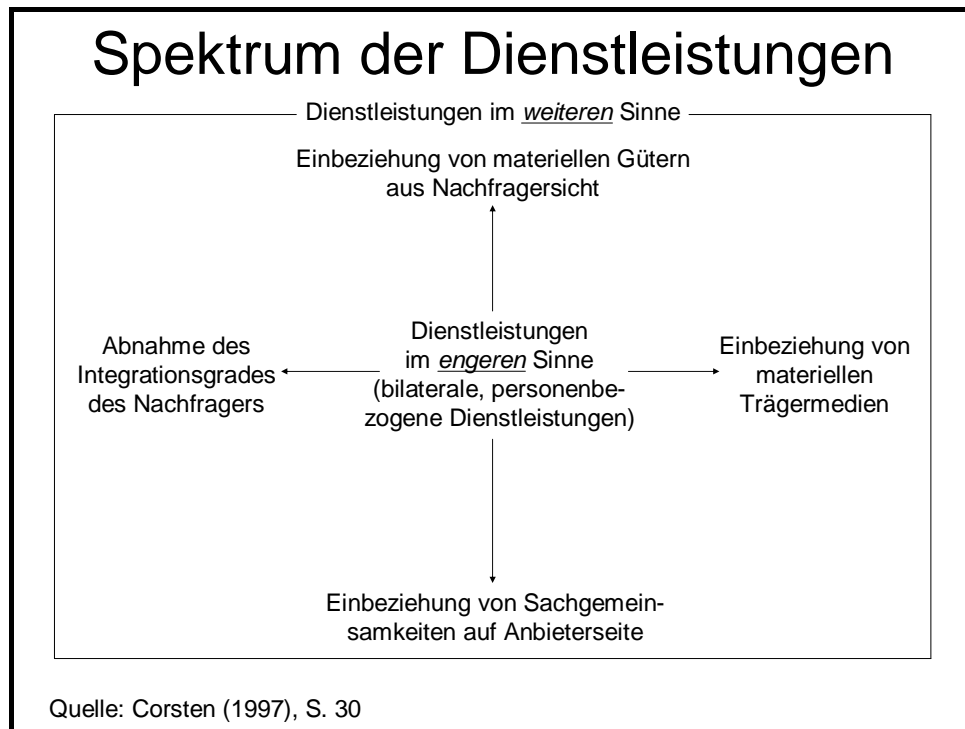 Spektrum der Dienstleistungen
Dienstleistungen im weiteren Sinne
Einbeziehung von materiellen Gütern
aus Nachfragersicht
Abnahme des
Integrationsgrades
des Nachfragers
Dienstleistungen
im engeren Sinne
(bilaterale, personenbe-
zogene Dienstleistungen)
Einbeziehung von
materiellen
Trägermedien
Einbeziehung von Sachgemein-
samkeiten auf Anbieterseite
Quelle: Corsten (1997), S. 30